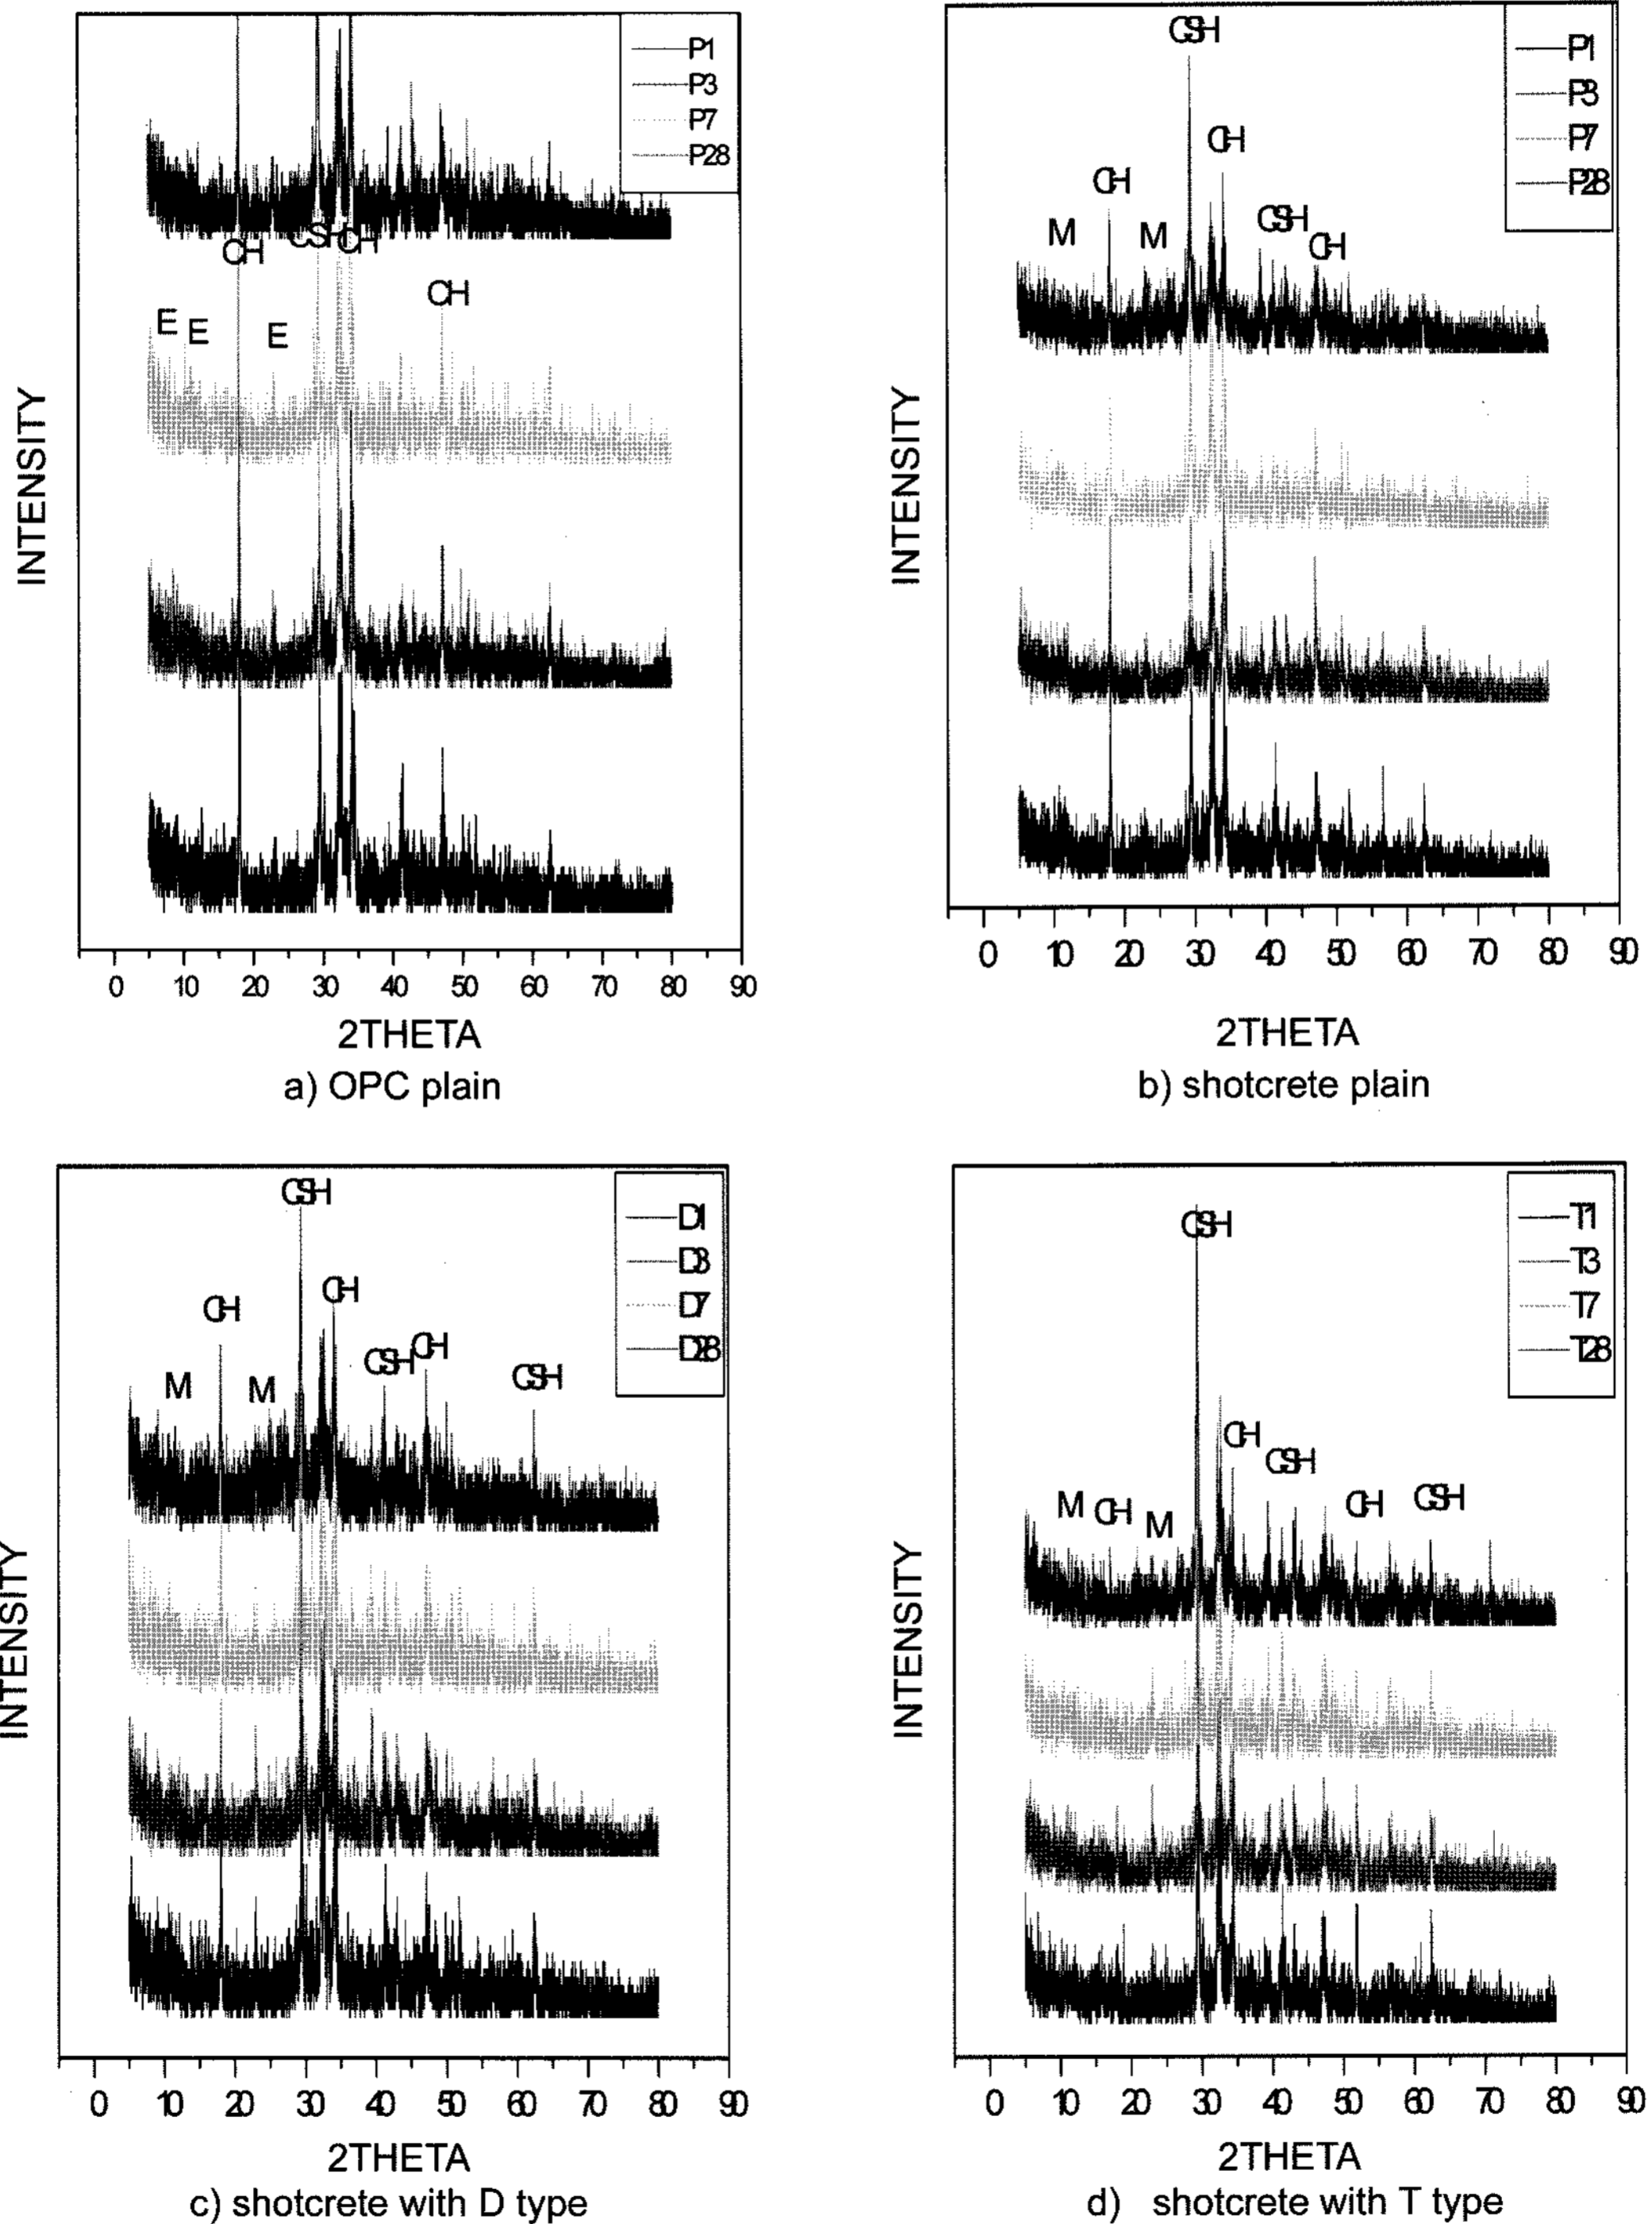 P1
P3
P7
P28
CH
CSH
CH
CH
E
E
E
INTENSITY
0 10 20 30 40 50 60 70 80 90
2THETA
a) OPC plain
P1
P3
P7
P28
CSH
CH
CH
CSH
M
M
CH
INTENSITY
0 10 20 30 40 50 60 70 80 90
2THETA
b) shotcrete plain
D1
D3
D7
D28
CSH
CH
CH
CH
CSH
CSH
M
M
INTENSITY
0 10 20 30 40 50 60 70 80 90
2THETA
c) shotcrete with D type
T1
T3
T7
T28
CSH
CH
CSH
M
CH
M
CH
CSH
INTENSITY
0 10 20 30 40 50 60 70 80 90
2THETA
d) shotcrete with T type